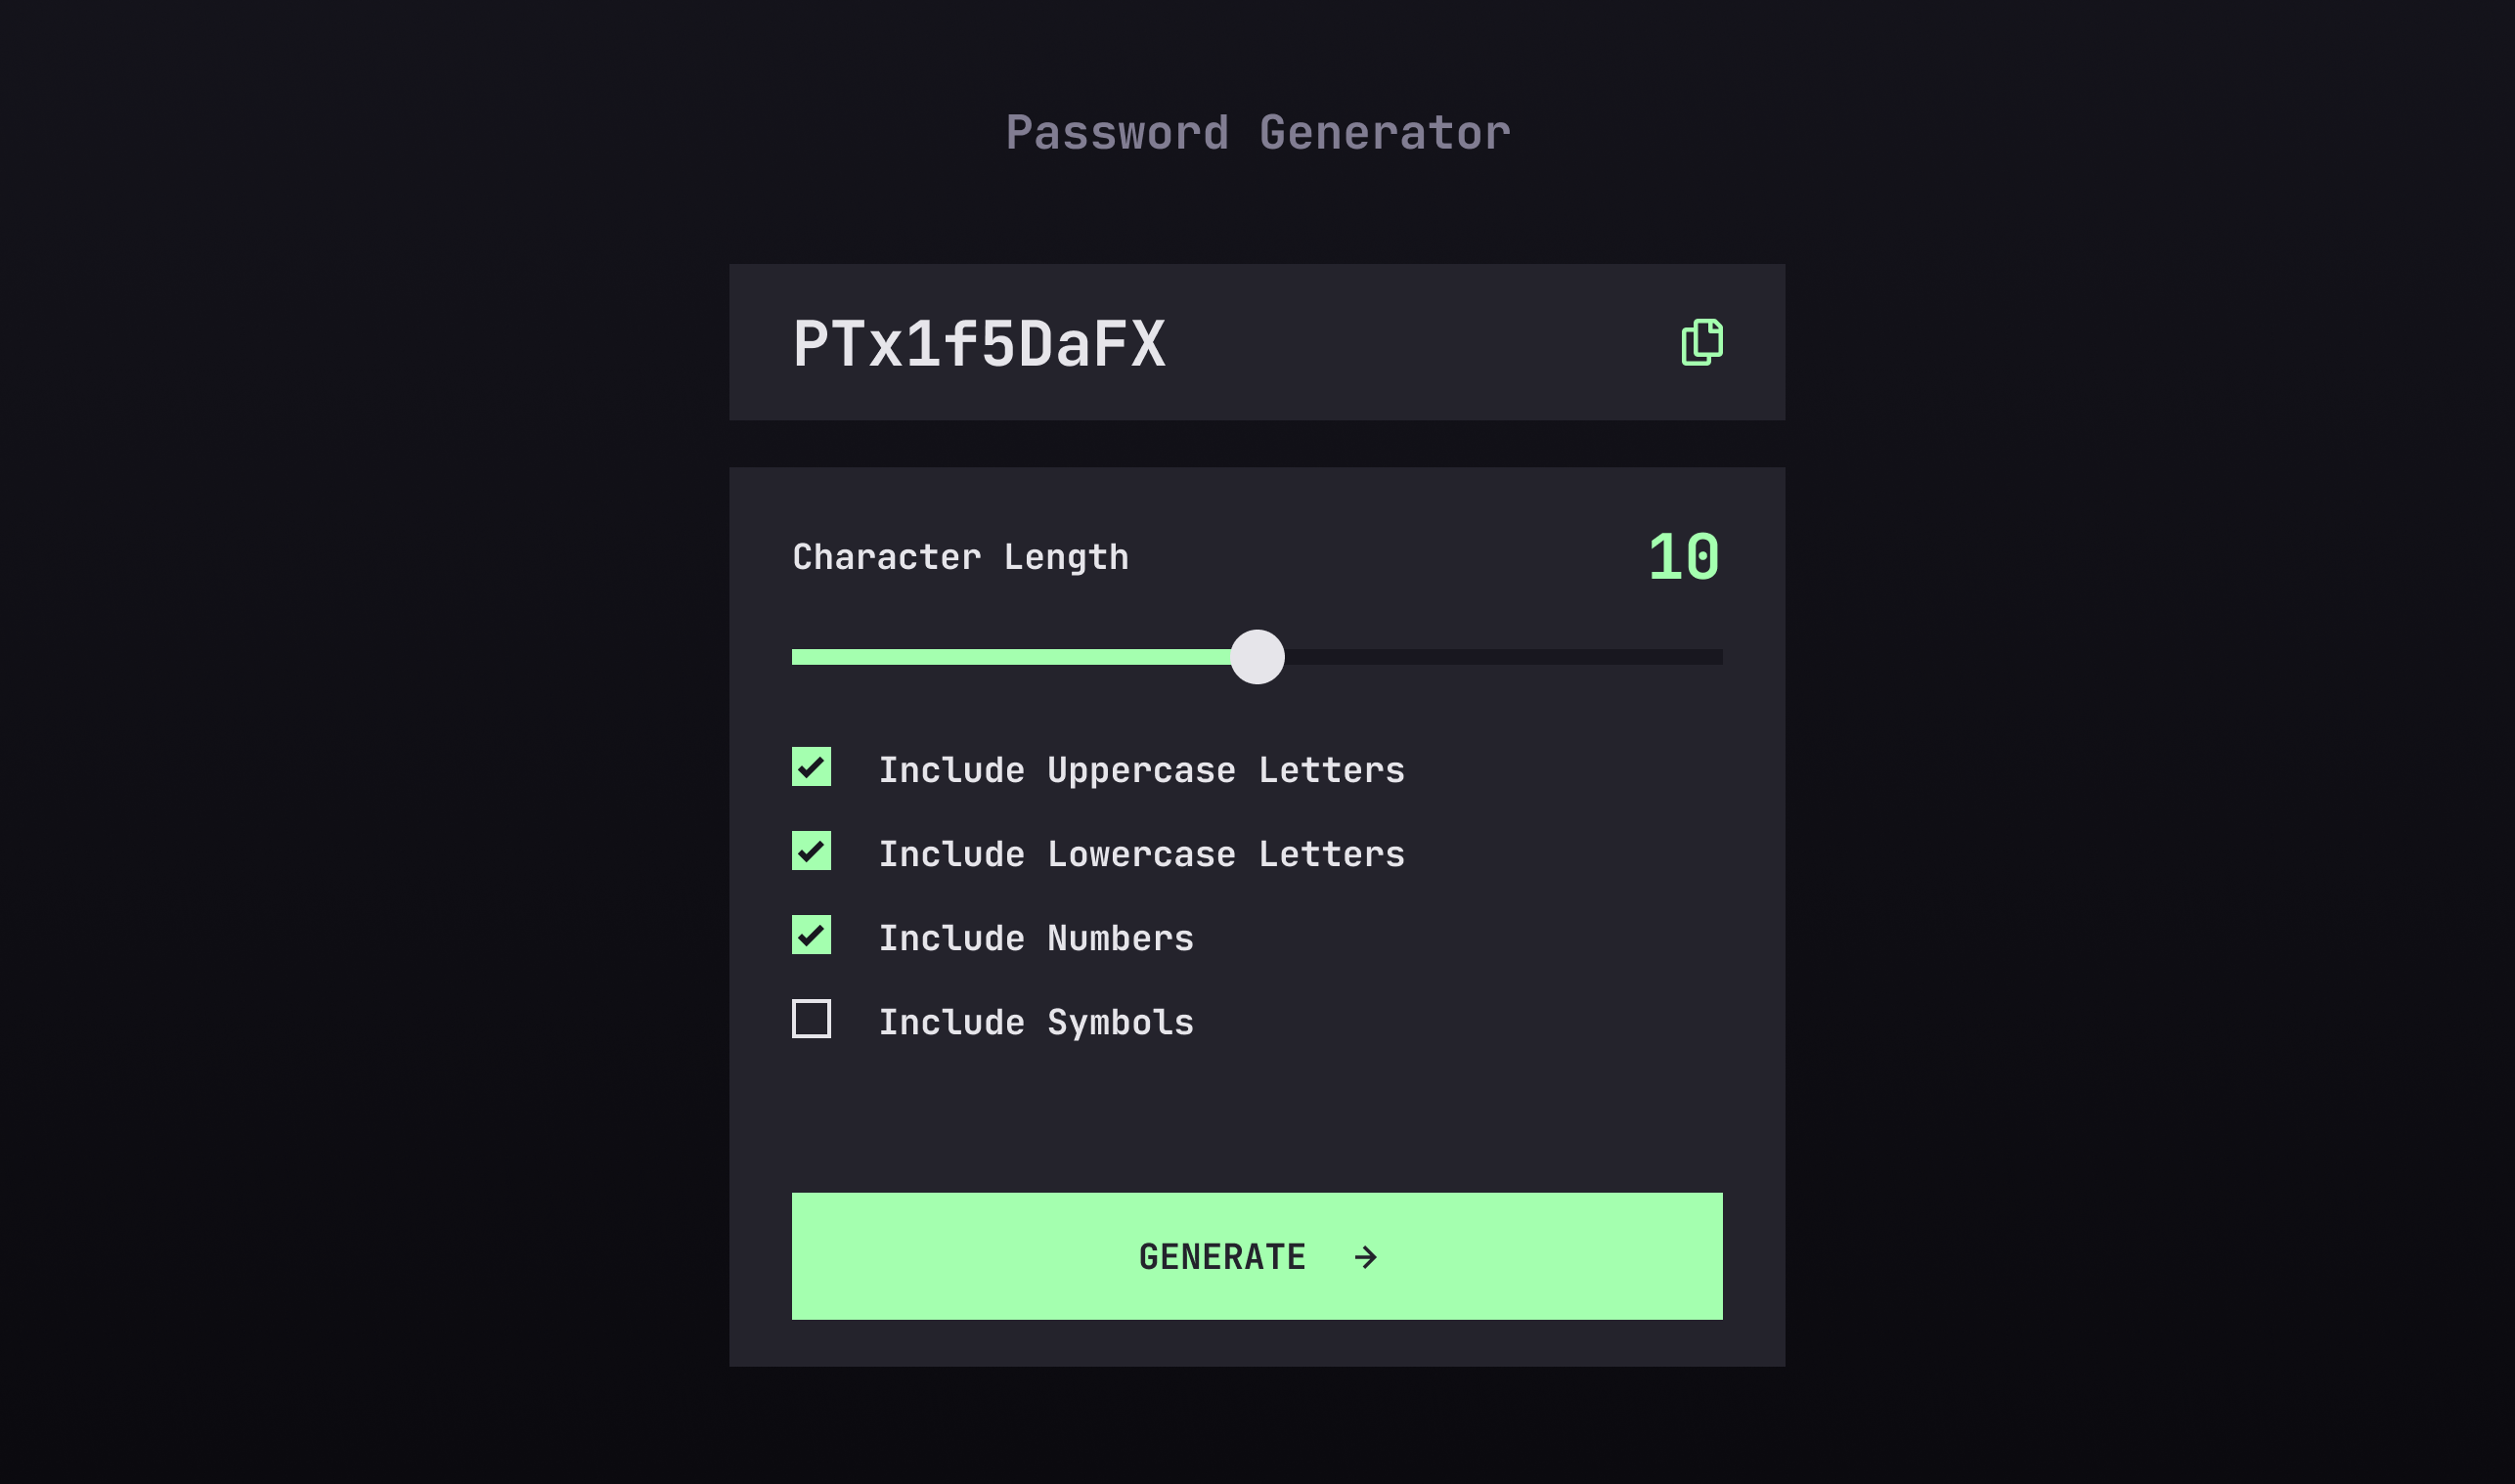 Password Generator
PTx1f5DaFX
Character Length 10
Include Uppercase Letters
Include Lowercase Letters
Include Numbers
Include Symbols
GENERATE →